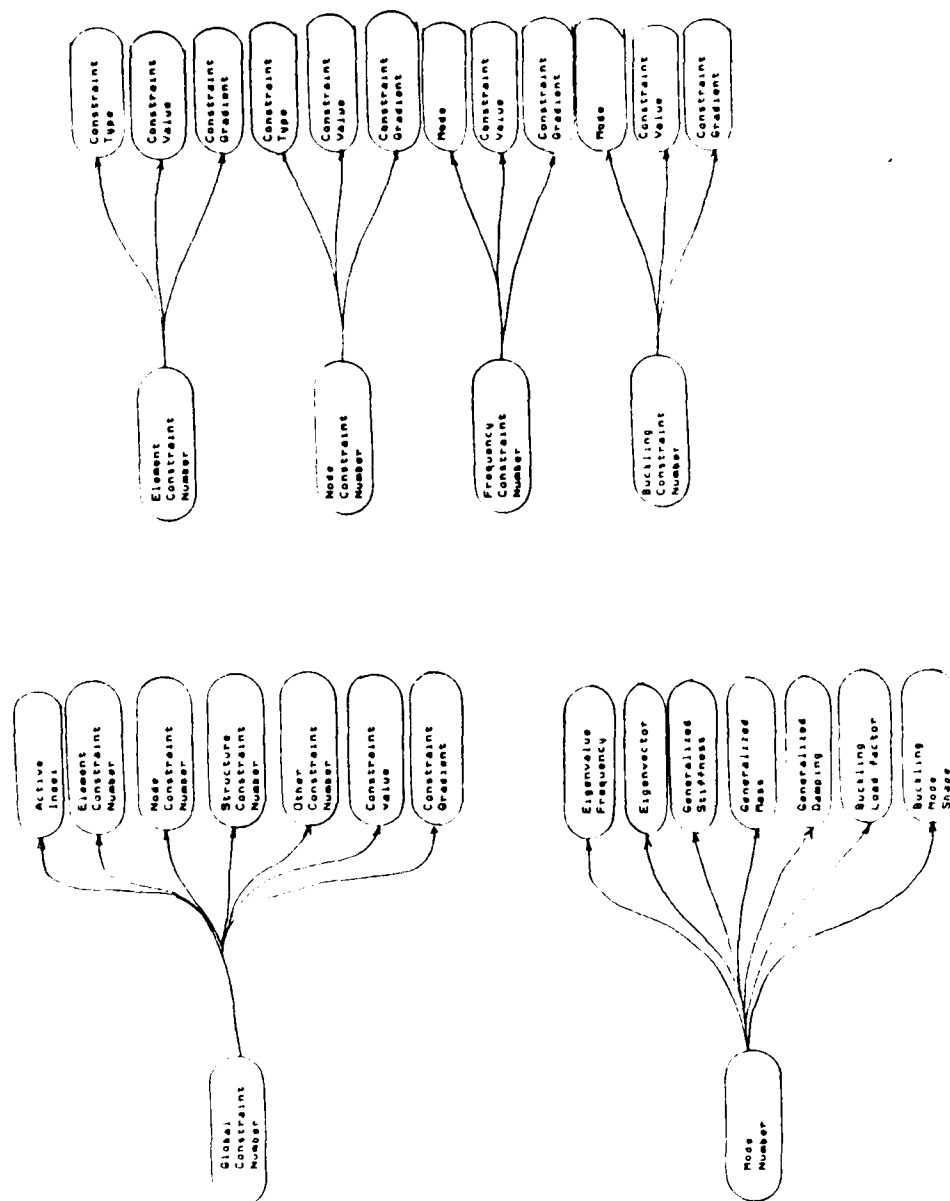 Constraint
Type
Constraint
Value
Constraint
Gradient
Constraint
Type
Constraint
Value
Constraint
Gradient
Mode
Constraint
Value
Constraint
Gradient
Mode
Constraint
Value
Constraint
Gradient
Element
Constraint
Number
Node
Constraint
Number
Frequency
Constraint
Number
Buckling
Constraint
Number
Active
Index
Element
Constraint
Number
Node
Constraint
Number
Structure
Constraint
Number
Other
Constraint
Number
Constraint
Value
Constraint
Gradient
Global
Constraint
Number
Eigenvalue
Frequency
Eigenvector
Generalized
Stiffness
Generalized
Mass
Generalized
Damping
Buckling
Load Factor
Buckling
Mode
Shape
Mode
Number